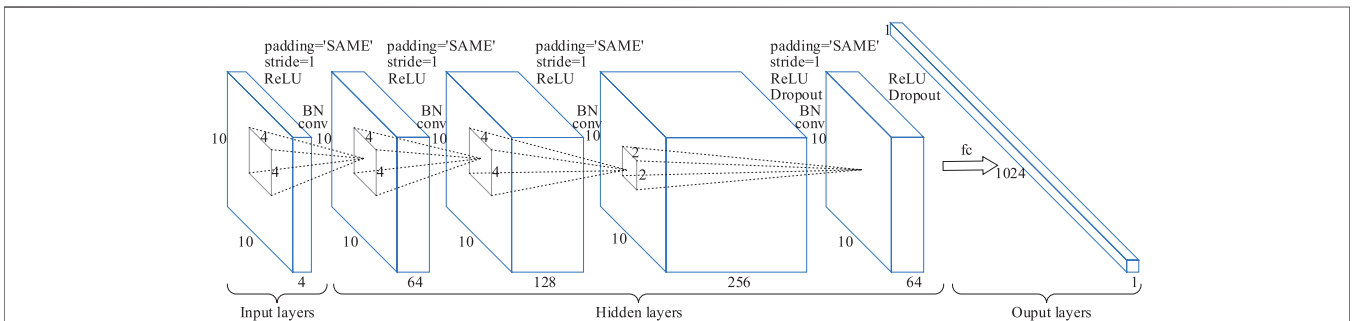 padding='SAME'
stride=1
ReLU
BN
conv
padding='SAME'
stride=1
ReLU
BN
conv
padding='SAME'
stride=1
ReLU
BN
conv
padding='SAME'
stride=1
ReLU
Dropout
BN
conv
ReLU
Dropout
fc
10
4
4
10
4
10
4
4
10
64
10
4
4
10
128
10
2
2
10
256
10
10
64
1
1024
1
Input layers
Hidden layers
Ouput layers